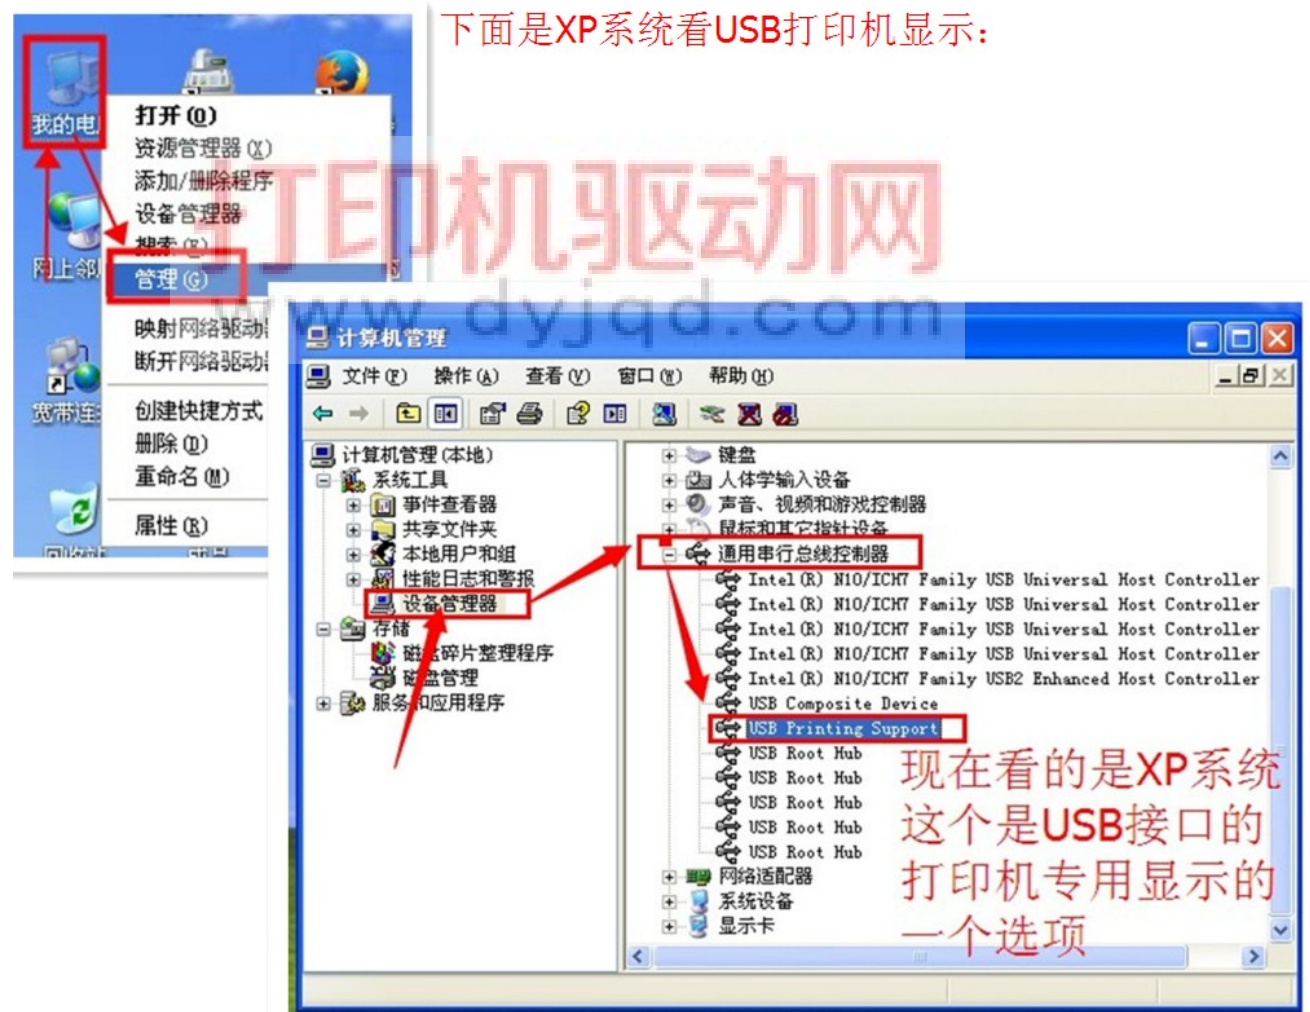 下面是XP系统看USB打印机显示:
我的电
打开(O)
资源管理器(X)
添加/删除程序
设备管理器
搜索(E)
管理(G)
映射网络驱动
断开网络驱动
创建快捷方式
删除(D)
重命名(M)
属性(R)
网上邻
宽带连
回收站
打印机驱动网
www.dyjqd.com
计算机管理
文件(F) 操作(A) 查看(V) 窗口(W) 帮助(H)
计算机管理(本地)
系统工具
事件查看器
共享文件夹
本地用户和组
性能日志和警报
设备管理器
存储
磁盘碎片整理程序
磁盘管理
服务和应用程序
键盘
人体学输入设备
声音、视频和游戏控制器
鼠标和其它指针设备
通用串行总线控制器
Intel(R) N10/ICH7 Family USB Universal Host Controller
Intel(R) N10/ICH7 Family USB Universal Host Controller
Intel(R) N10/ICH7 Family USB Universal Host Controller
Intel(R) N10/ICH7 Family USB Universal Host Controller
Intel(R) N10/ICH7 Family USB2 Enhanced Host Controller
USB Composite Device
USB Printing Support
USB Root Hub
USB Root Hub
USB Root Hub
USB Root Hub
USB Root Hub
网络适配器
系统设备
显示卡
现在看的是XP系统
这个是USB接口的
打印机专用显示的
一个选项